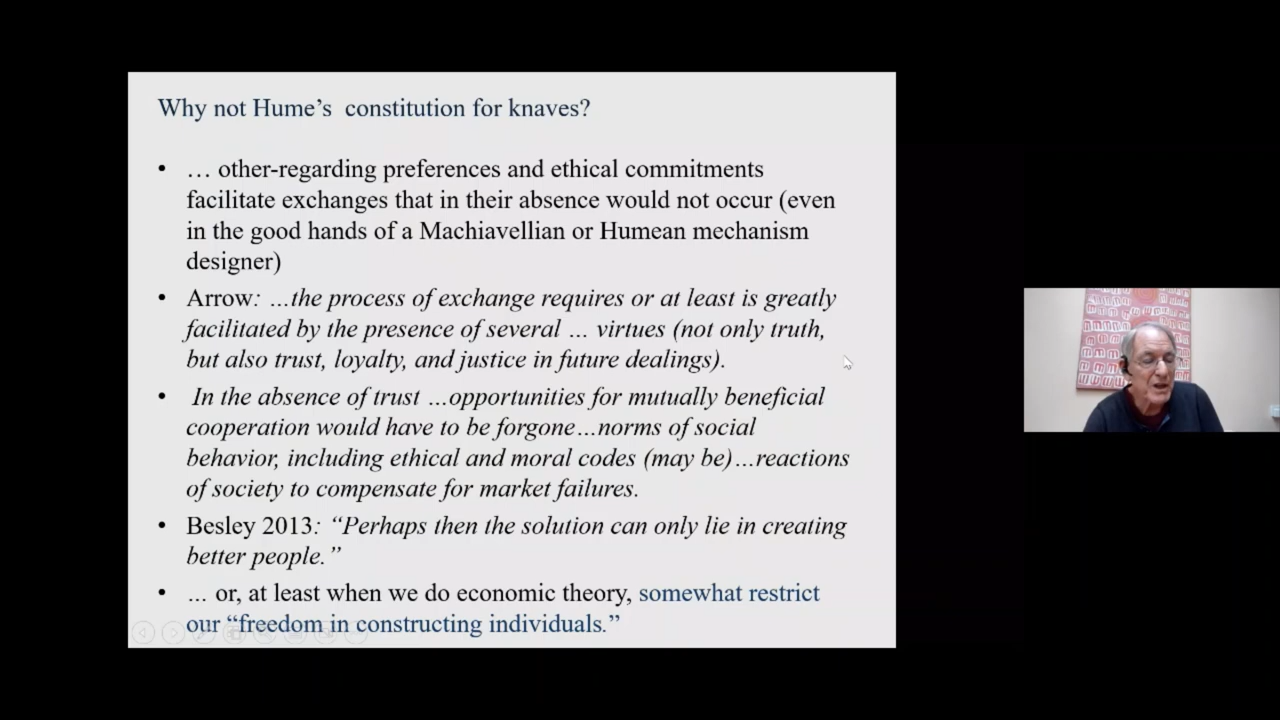 Why not Hume’s constitution for knaves?
• … other-regarding preferences and ethical commitments
facilitate exchanges that in their absence would not occur (even
in the good hands of a Machiavellian or Humean mechanism
designer)
• Arrow: …the process of exchange requires or at least is greatly
facilitated by the presence of several … virtues (not only truth,
but also trust, loyalty, and justice in future dealings).
• In the absence of trust …opportunities for mutually beneficial
cooperation would have to be forgone…norms of social
behavior, including ethical and moral codes (may be)…reactions
of society to compensate for market failures.
• Besley 2013: “Perhaps then the solution can only lie in creating
better people.”
• … or, at least when we do economic theory, somewhat restrict
our “freedom in constructing individuals.”